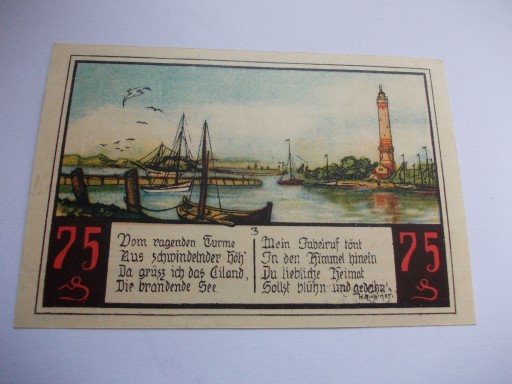 3
75
Vom ragenden Turme
Aus schwindelnder Höh'
Da grüsz ich das Eiland,
Die brandende See.
Mein Jubelruf tönt
In den Himmel hinein
Du liebliche Heimat
Sollst blühn und gedeihn
75